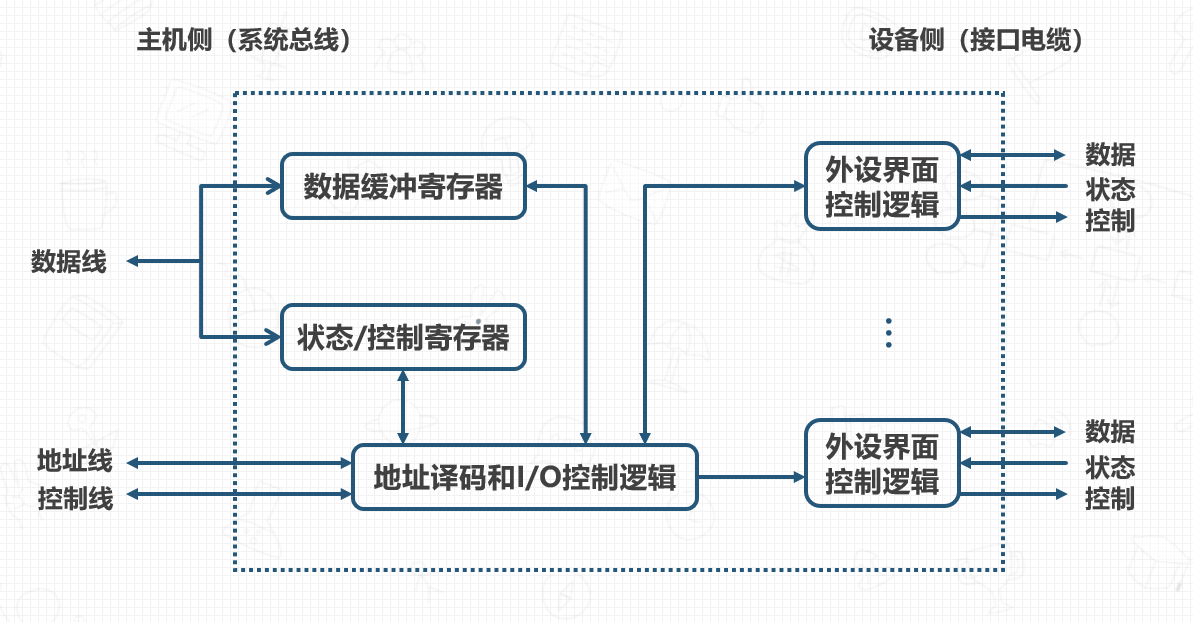 主机侧（系统总线）
设备侧（接口电缆）
数据缓冲寄存器
外设界面
控制逻辑
数据
状态
控制
数据线
状态/控制寄存器
地址线
控制线
地址译码和I/O控制逻辑
外设界面
控制逻辑
数据
状态
控制